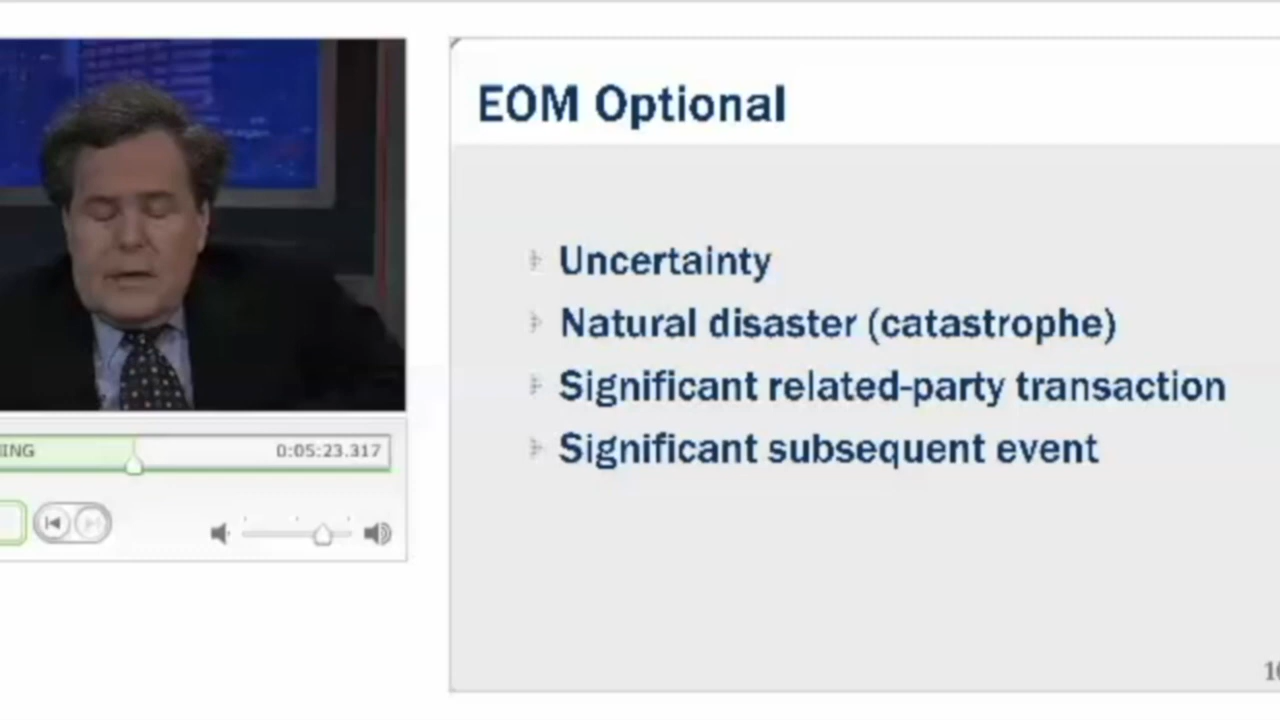 EOM Optional
Uncertainty
Natural disaster (catastrophe)
Significant related-party transaction
Significant subsequent event
0:05:23.317